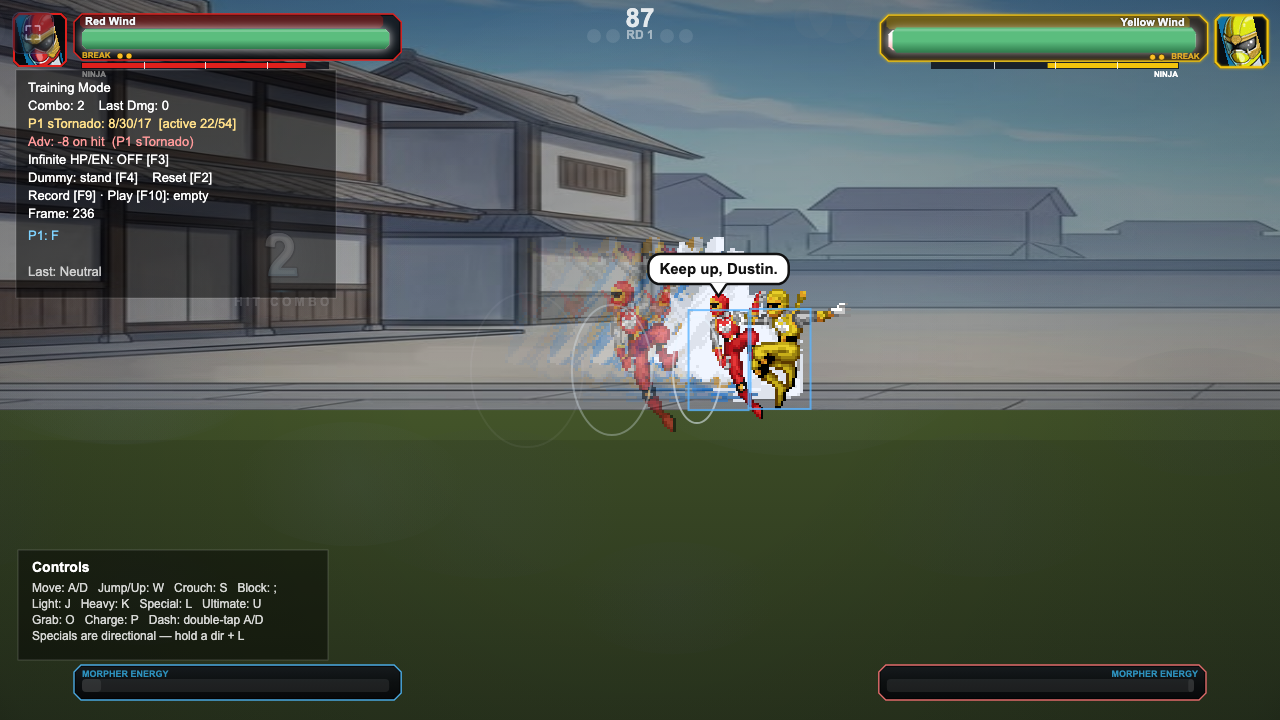 Red Wind
87
RD 1
Yellow Wind
BREAK
BREAK
NINJA
NINJA
Training Mode
Combo: 2 Last Dmg: 0
P1 sTornado: 8/30/17 [active 22/54]
Adv: -8 on hit (P1 sTornado)
Infinite HP/EN: OFF [F3]
Dummy: stand [F4] Reset [F2]
Record [F9] · Play [F10]: empty
Frame: 236
P1: F
Last: Neutral
2
HIT COMBO
Keep up, Dustin.
Controls
Move: A/D Jump/Up: W Crouch: S Block: ;
Light: J Heavy: K Special: L Ultimate: U
Grab: O Charge: P Dash: double-tap A/D
Specials are directional — hold a dir + L
MORPHER ENERGY
MORPHER ENERGY